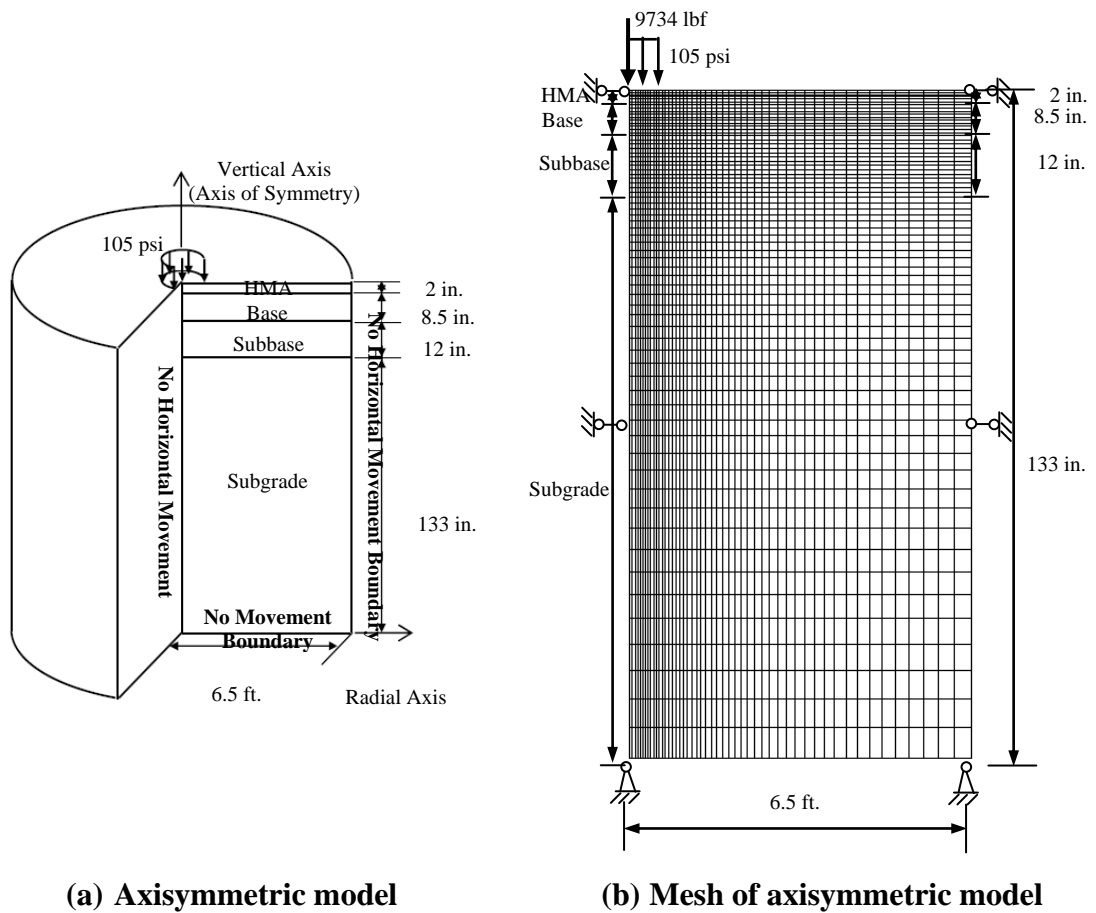 Vertical Axis
(Axis of Symmetry)
105 psi
HMA
Base
Subbase
Subgrade
2 in.
8.5 in.
12 in.
133 in.
No Horizontal Movement
No Horizontal Movement Boundary
No Movement
Boundary
6.5 ft.
Radial Axis
(a) Axisymmetric model
9734 lbf
105 psi
HMA
Base
Subbase
Subgrade
2 in.
8.5 in.
12 in.
133 in.
6.5 ft.
(b) Mesh of axisymmetric model